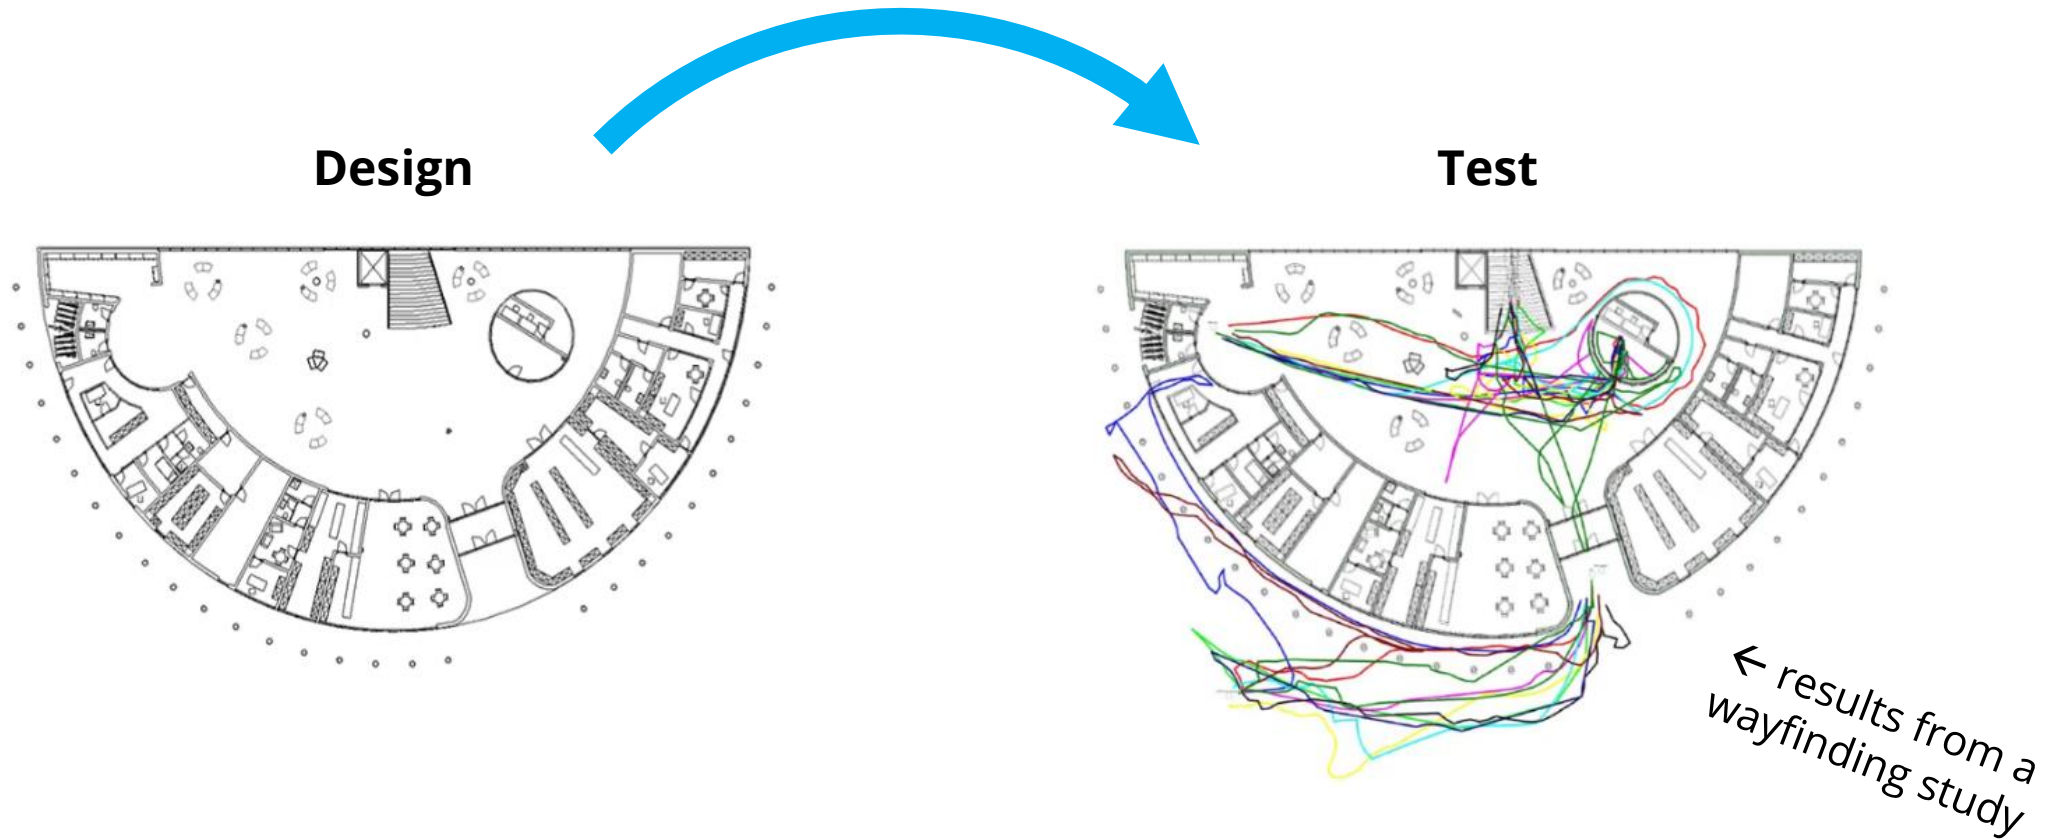 Design
Test
← results from a
wayfinding study